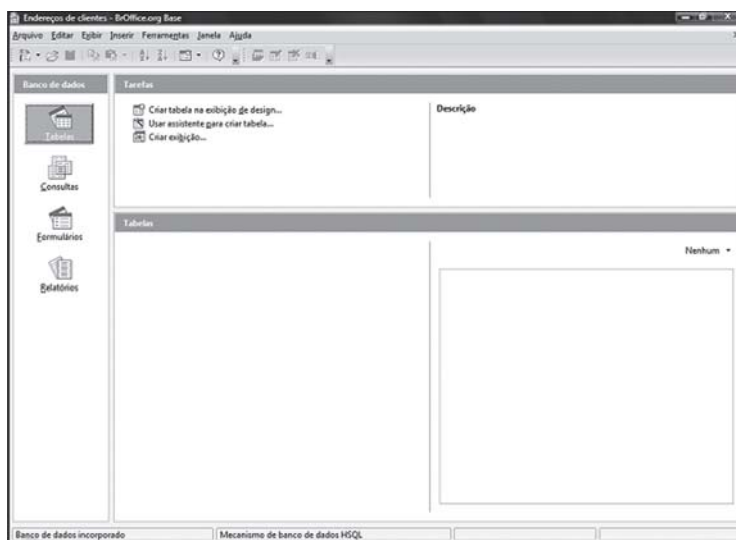 Endereços de clientes - BrOffice.org Base
Arquivo Editar Exibir Inserir Ferramentas Janela Ajuda
Banco de dados
Tarefas
Tabelas
Consultas
Formulários
Relatórios
Criar tabela na exibição de design...
Usar assistente para criar tabela...
Criar exibição...
Descrição
Tabelas
Nenhum
Banco de dados incorporado
Mecanismo de banco de dados HSQL